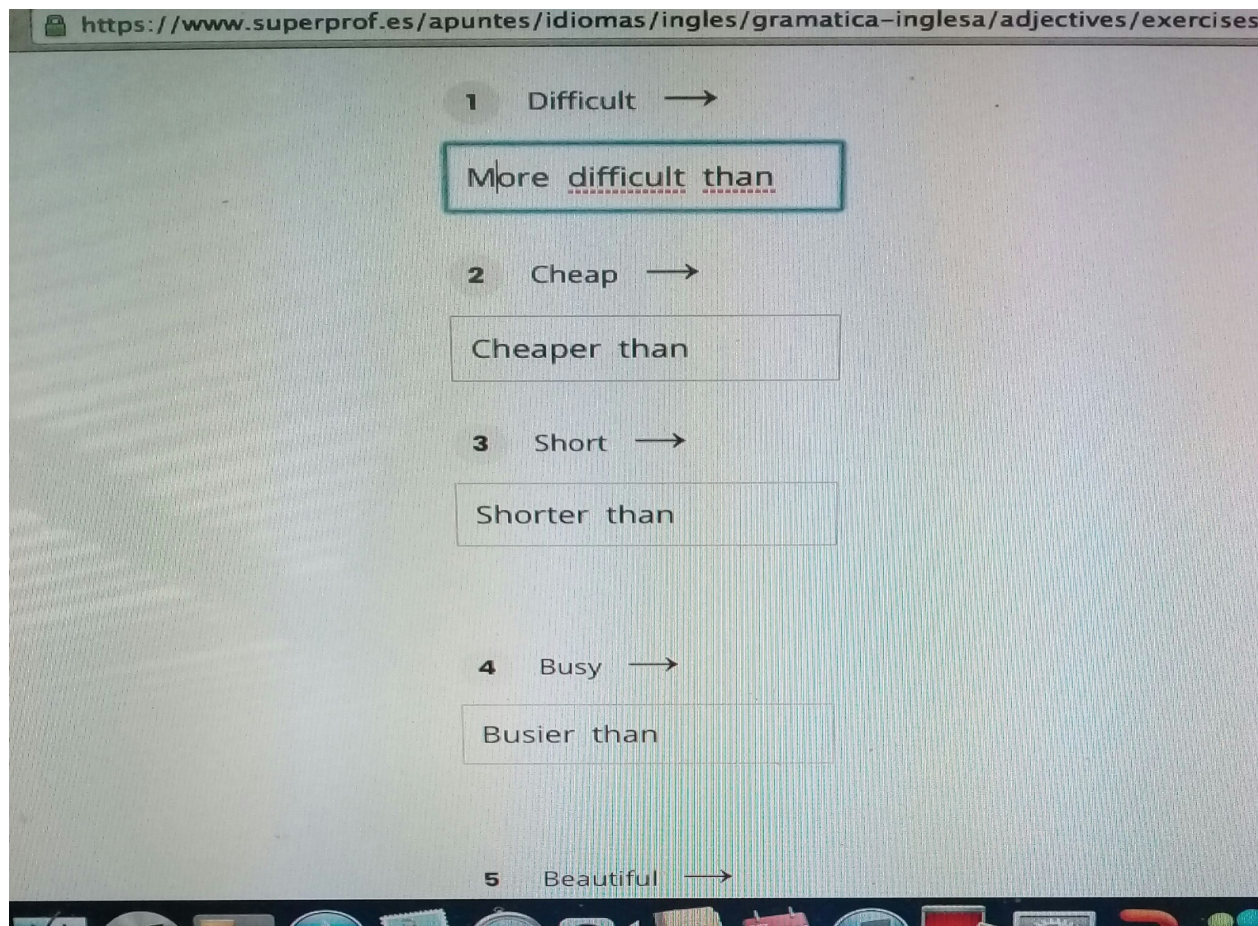 https://www.superprof.es/apuntes/idiomas/ingles/gramatica-inglesa/adjectives/exercises
1 Difficult →
More difficult than
2 Cheap →
Cheaper than
3 Short →
Shorter than
4 Busy →
Busier than
5 Beautiful →